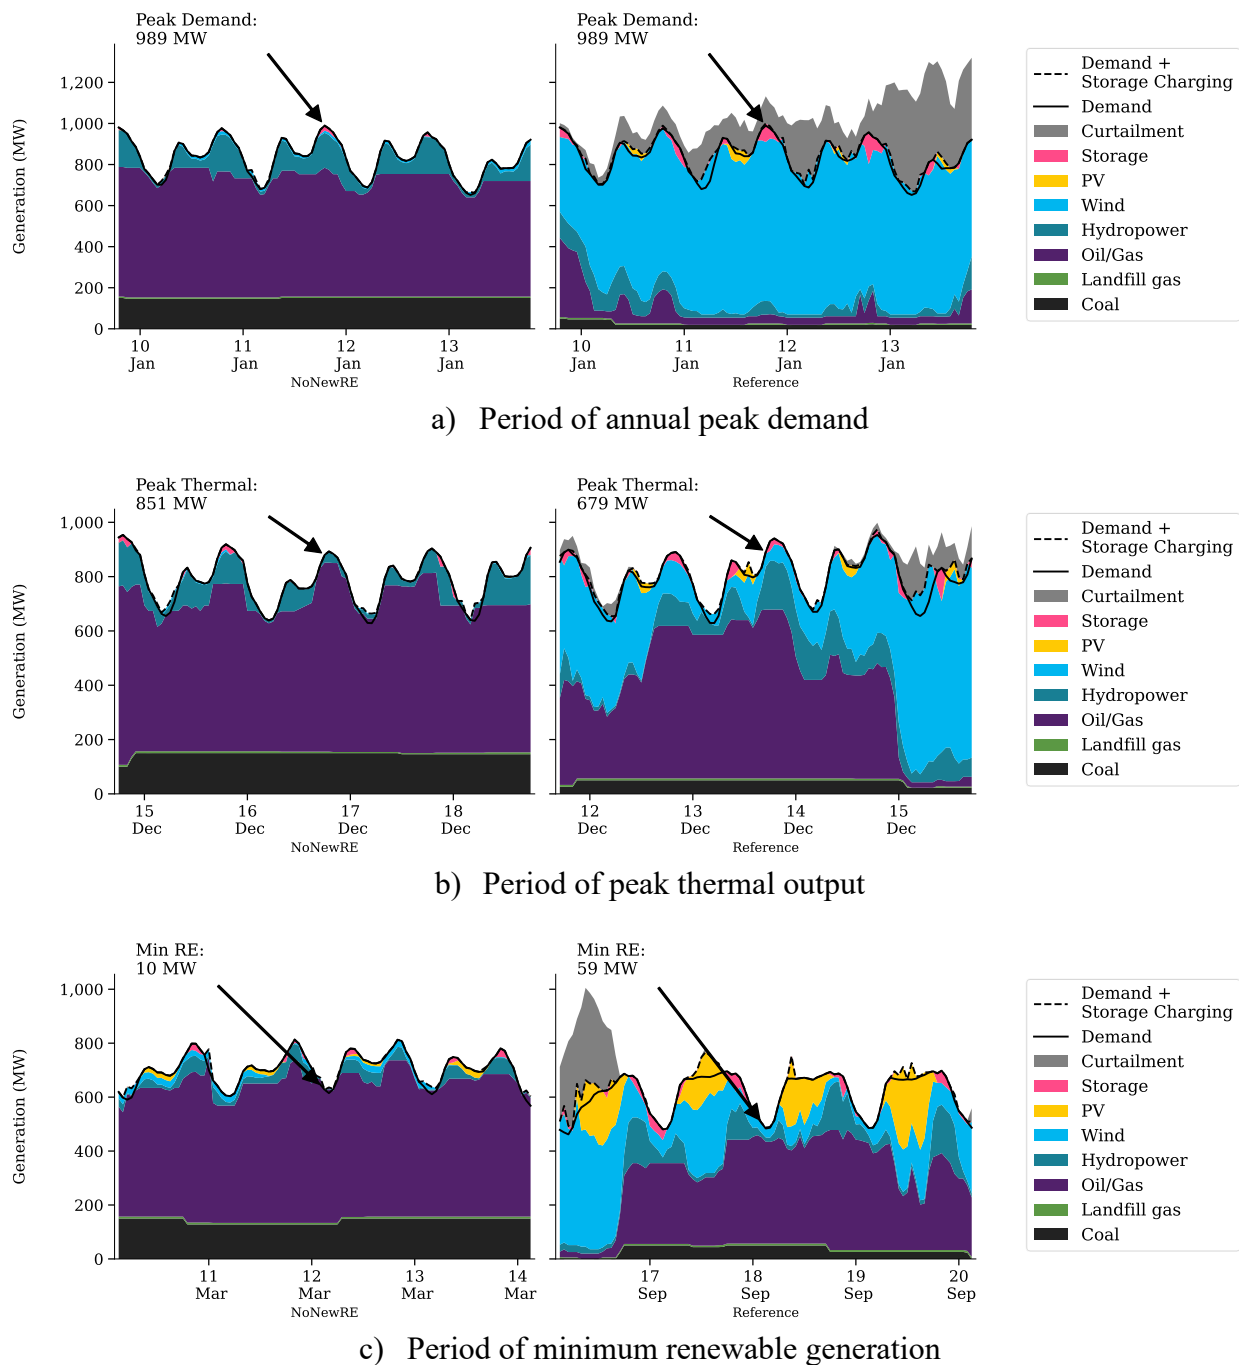 Peak Demand:
989 MW
Peak Demand:
989 MW
Generation (MW)
1,200
1,000
800
600
400
200
0
10
Jan
11
Jan
12
Jan
13
Jan
NoNewRE
10
Jan
11
Jan
12
Jan
13
Jan
Reference
Demand +
Storage Charging
Demand
Curtailment
Storage
PV
Wind
Hydropower
Oil/Gas
Landfill gas
Coal
a) Period of annual peak demand
Peak Thermal:
851 MW
Peak Thermal:
679 MW
Generation (MW)
1,000
800
600
400
200
0
15
Dec
16
Dec
17
Dec
18
Dec
NoNewRE
12
Dec
13
Dec
14
Dec
15
Dec
Reference
Demand +
Storage Charging
Demand
Curtailment
Storage
PV
Wind
Hydropower
Oil/Gas
Landfill gas
Coal
b) Period of peak thermal output
Min RE:
10 MW
Min RE:
59 MW
Generation (MW)
1,000
800
600
400
200
0
11
Mar
12
Mar
13
Mar
14
Mar
NoNewRE
17
Sep
18
Sep
19
Sep
20
Sep
Reference
Demand +
Storage Charging
Demand
Curtailment
Storage
PV
Wind
Hydropower
Oil/Gas
Landfill gas
Coal
c) Period of minimum renewable generation